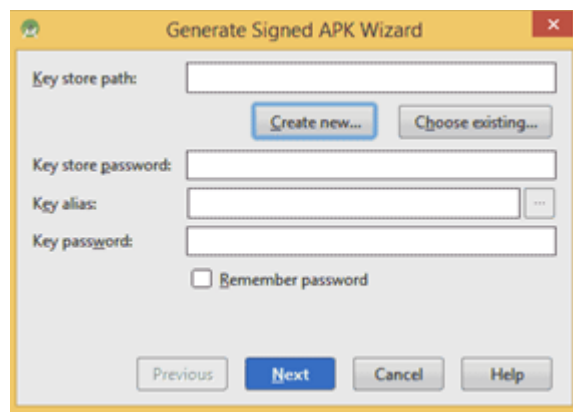 Generate Signed APK Wizard
Key store path:
Create new... Choose existing...
Key store password:
Key alias: ...
Key password:
Remember password
Previous Next Cancel Help